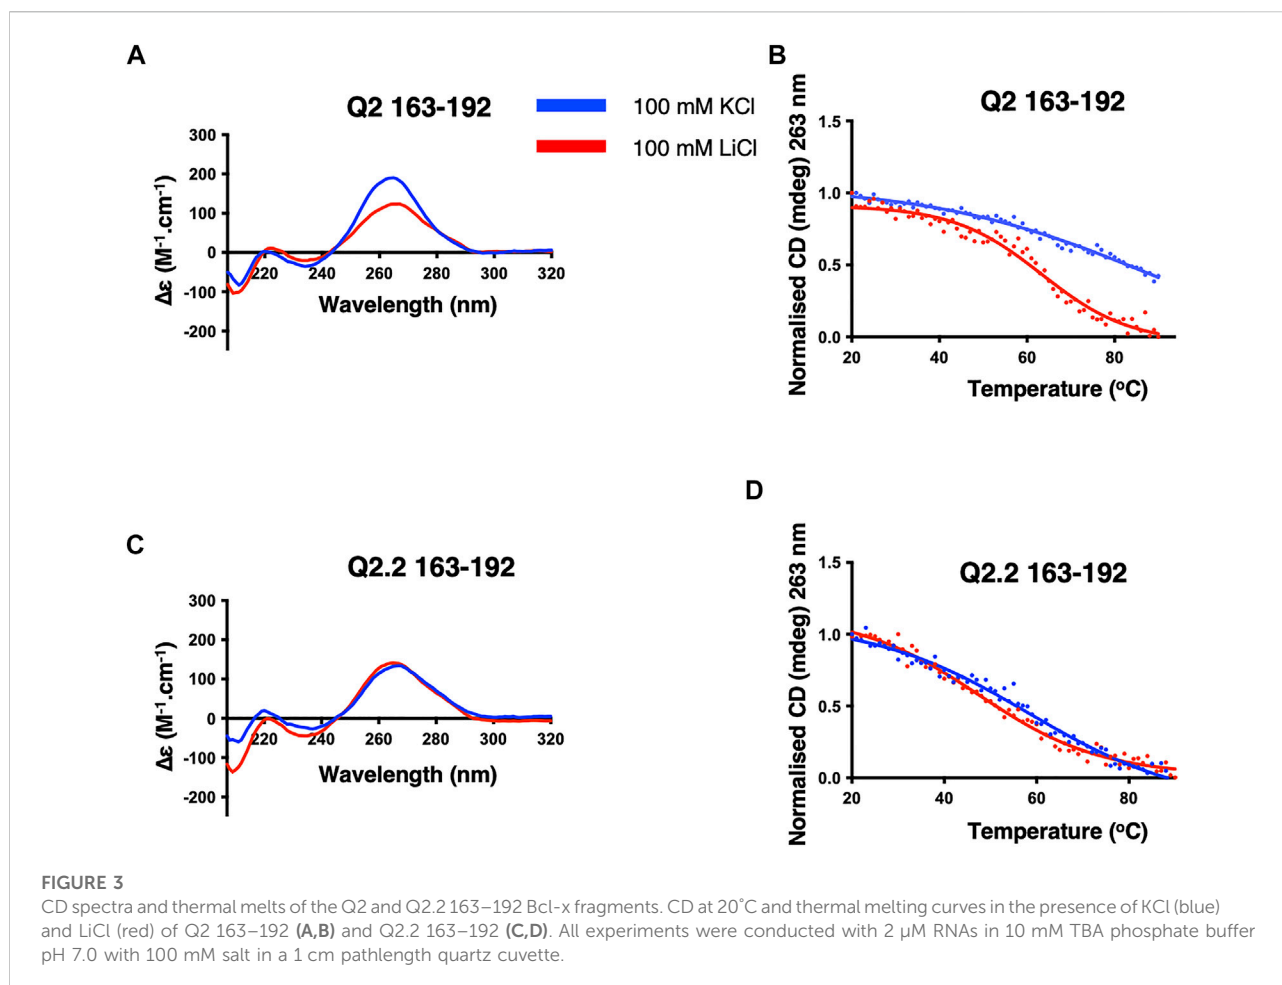 A
Q2 163-192
100 mM KCl
100 mM LiCl
300
200
100
0
-100
-200
220
260
300
320
240
280
Δε (M⁻¹.cm⁻¹)
Wavelength (nm)
B
Q2 163-192
1.5
1.0
0.5
0.0
20
40
60
80
Normalised CD (mdeg) 263 nm
Temperature (°C)
C
Q2.2 163-192
300
200
100
0
-100
-200
220
240
260
280
300
320
Δε (M⁻¹.cm⁻¹)
Wavelength (nm)
D
Q2.2 163-192
1.5
1.0
0.5
0.0
20
40
60
80
Normalised CD (mdeg) 263 nm
Temperature (°C)
FIGURE 3
CD spectra and thermal melts of the Q2 and Q2.2 163–192 Bcl-x fragments. CD at 20°C and thermal melting curves in the presence of KCl (blue)
and LiCl (red) of Q2 163–192 (A,B) and Q2.2 163–192 (C,D). All experiments were conducted with 2 μM RNAs in 10 mM TBA phosphate buffer
pH 7.0 with 100 mM salt in a 1 cm pathlength quartz cuvette.